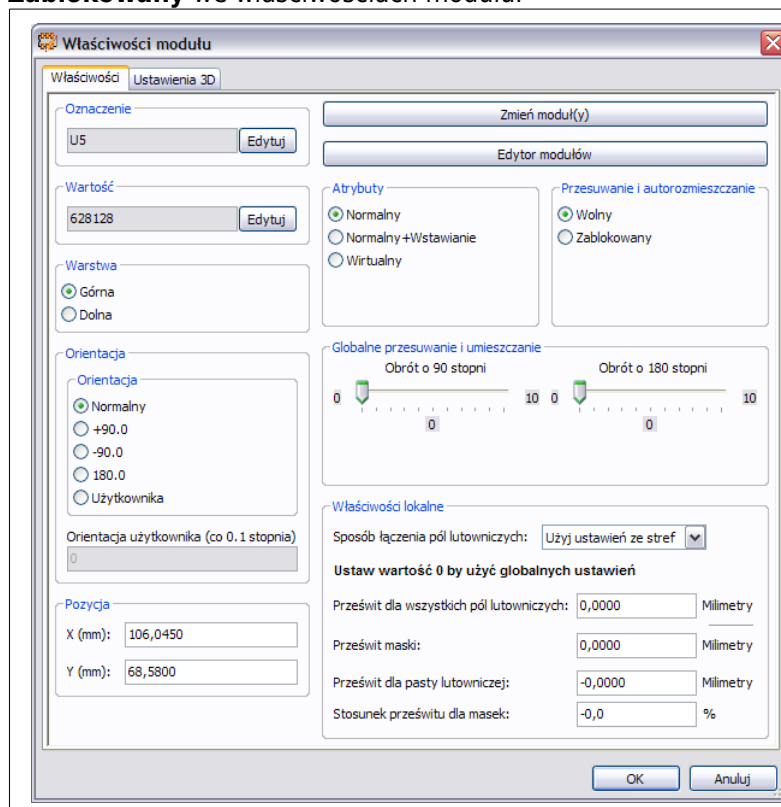 Zablokowany we właściwościach modułu.
Właściwości modułu
Właściwości Ustawienia 3D
Oznaczenie
U5 Edytuj
Wartość
628128 Edytuj
Warstwa
Górna
Dolna
Orientacja
Orientacja
Normalny
+90.0
-90.0
180.0
Użytkownika
Orientacja użytkownika (co 0.1 stopnia)
0
Pozycja
X (mm): 106,0450
Y (mm): 68,5800
Zmień moduł(y)
Edytor modułów
Atrybuty
Normalny
Normalny+Wstawianie
Wirtualny
Przesuwanie i autorozmieszczanie
Wolny
Zablokowany
Globalne przesuwanie i umieszczanie
Obrót o 90 stopni
0 10
0
Obrót o 180 stopni
0 10
0
Właściwości lokalne
Sposób łączenia pól lutowniczych: Użyj ustawień ze stref
Ustaw wartość 0 by użyć globalnych ustawień
Prześwit dla wszystkich pól lutowniczych: 0,0000 Milimetry
Prześwit maski: 0,0000 Milimetry
Prześwit dla pasty lutowniczej: -0,0000 Milimetry
Stosunek prześwitu dla masek: -0,0 %
OK Anuluj